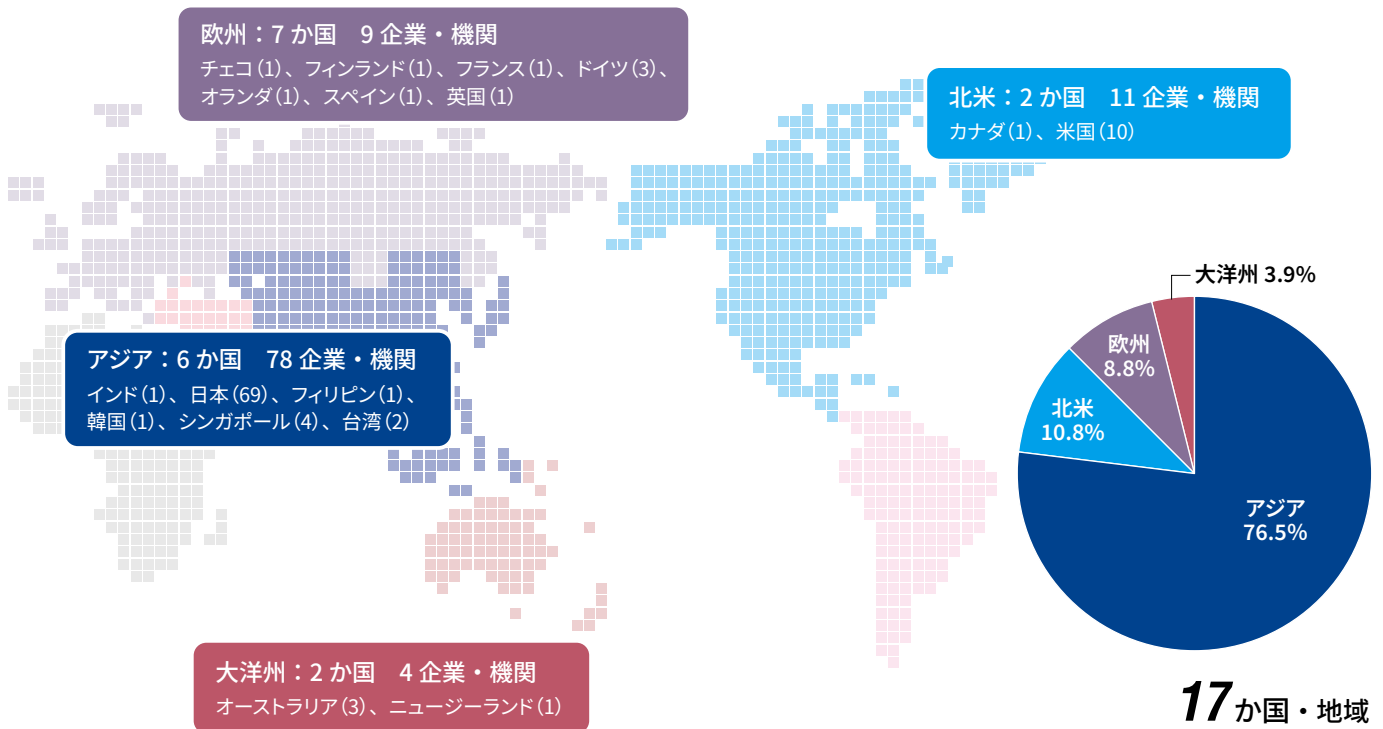 欧州：7 か国　9 企業・機関
チェコ（1）、フィンランド（1）、フランス（1）、ドイツ（3）、
オランダ（1）、スペイン（1）、英国（1）
北米：2 か国　11 企業・機関
カナダ（1）、米国（10）
アジア：6 か国　78 企業・機関
インド（1）、日本（69）、フィリピン（1）、
韓国（1）、シンガポール（4）、台湾（2）
大洋州：2 か国　4 企業・機関
オーストラリア（3）、ニュージーランド（1）
大洋州 3.9%
欧州
8.8%
北米
10.8%
アジア
76.5%
17か国・地域